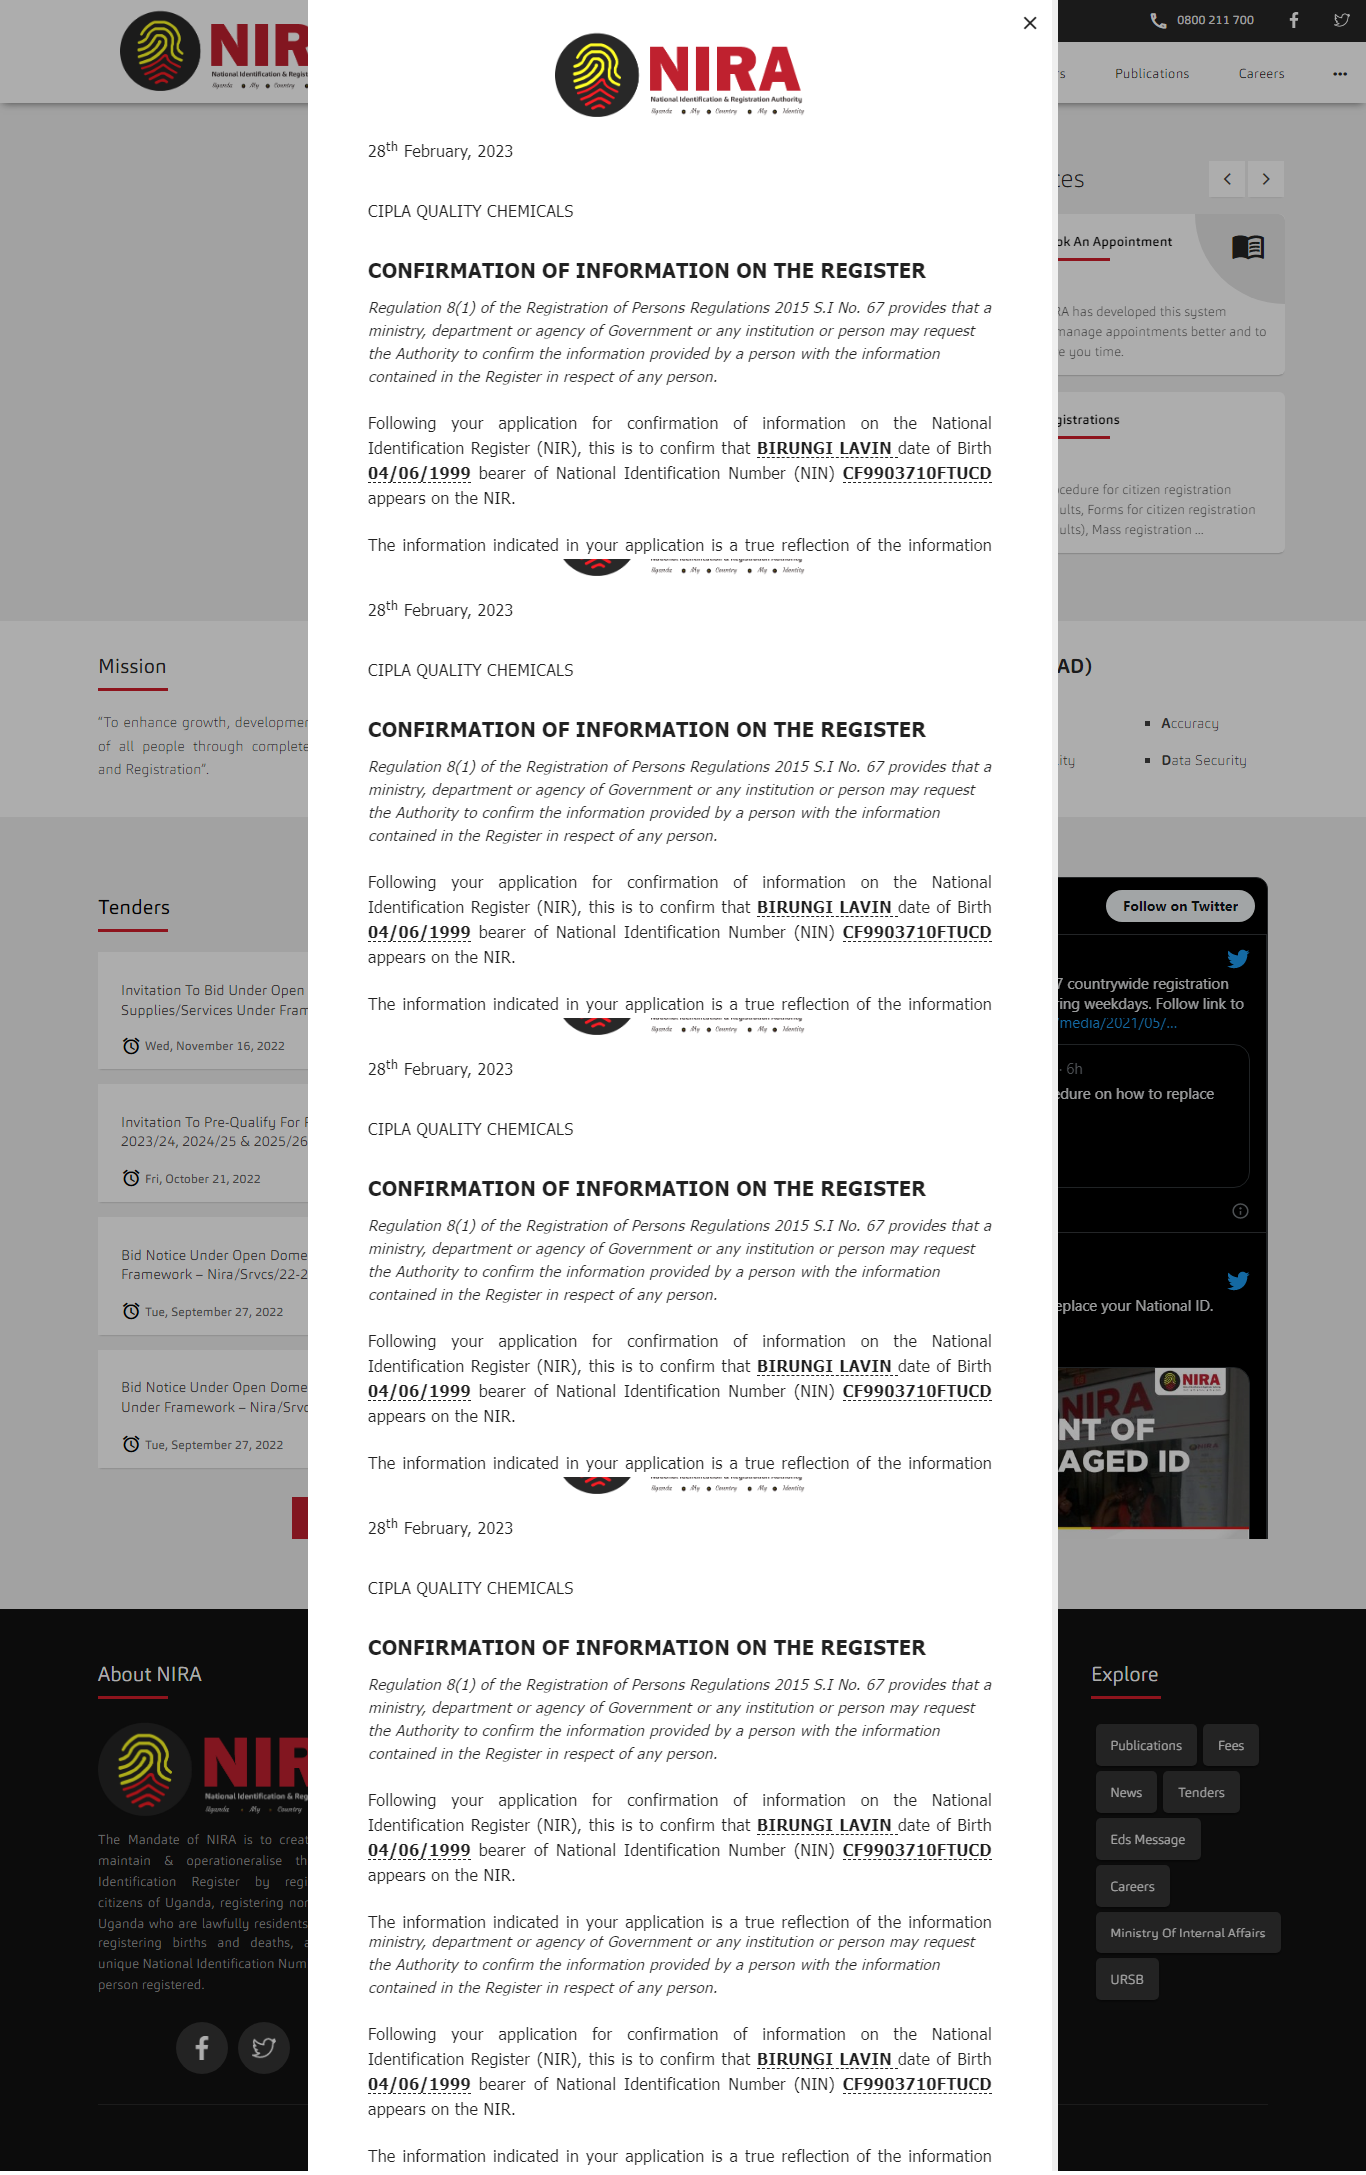 NIRA
National Identification & Registration Authority
Uganda • My • Country • My • Identity
0800 211 700
Publications
Careers
28th February, 2023
CIPLA QUALITY CHEMICALS
CONFIRMATION OF INFORMATION ON THE REGISTER
Regulation 8(1) of the Registration of Persons Regulations 2015 S.I No. 67 provides that a
ministry, department or agency of Government or any institution or person may request
the Authority to confirm the information provided by a person with the information
contained in the Register in respect of any person.
Following your application for confirmation of information on the National
Identification Register (NIR), this is to confirm that BIRUNGI LAVIN date of Birth
04/06/1999 bearer of National Identification Number (NIN) CF9903710FTUCD
appears on the NIR.
The information indicated in your application is a true reflection of the information
An Appointment
has developed this system
manage appointments better and to
you time.
for citizen registration
Forms for citizen registration
Mass registration ...
Uganda • My • Country • My • Identity
28th February, 2023
CIPLA QUALITY CHEMICALS
CONFIRMATION OF INFORMATION ON THE REGISTER
Regulation 8(1) of the Registration of Persons Regulations 2015 S.I No. 67 provides that a
ministry, department or agency of Government or any institution or person may request
the Authority to confirm the information provided by a person with the information
contained in the Register in respect of any person.
Following your application for confirmation of information on the National
Identification Register (NIR), this is to confirm that BIRUNGI LAVIN date of Birth
04/06/1999 bearer of National Identification Number (NIN) CF9903710FTUCD
appears on the NIR.
The information indicated in your application is a true reflection of the information
Mission
"To enhance growth,
of all people through complete
and Registration".
AD)
Accuracy
Data Security
Tenders
Invitation To Bid Under Open
Supplies/Services Under
Wed, November 16, 2022
Invitation To Pre-Qualify For
2023/24, 2024/25 & 2025/26
Fri, October 21, 2022
Bid Notice Under Open
Framework – Nira/Srvcs/22-2
Tue, September 27, 2022
Bid Notice Under Open
Under Framework –
Tue, September 27, 2022
Uganda • My • Country • My • Identity
28th February, 2023
CIPLA QUALITY CHEMICALS
CONFIRMATION OF INFORMATION ON THE REGISTER
Regulation 8(1) of the Registration of Persons Regulations 2015 S.I No. 67 provides that a
ministry, department or agency of Government or any institution or person may request
the Authority to confirm the information provided by a person with the information
contained in the Register in respect of any person.
Following your application for confirmation of information on the National
Identification Register (NIR), this is to confirm that BIRUNGI LAVIN date of Birth
04/06/1999 bearer of National Identification Number (NIN) CF9903710FTUCD
appears on the NIR.
The information indicated in your application is a true reflection of the information
Follow on Twitter
7 countrywide registration
weekdays. Follow link to
/media/2021/05/...
· 6h
on how to replace
replace your National ID.
NIRA
NIRA
NT OF
AGED ID
Uganda • My • Country • My • Identity
28th February, 2023
CIPLA QUALITY CHEMICALS
CONFIRMATION OF INFORMATION ON THE REGISTER
Regulation 8(1) of the Registration of Persons Regulations 2015 S.I No. 67 provides that a
ministry, department or agency of Government or any institution or person may request
the Authority to confirm the information provided by a person with the information
contained in the Register in respect of any person.
Following your application for confirmation of information on the National
Identification Register (NIR), this is to confirm that BIRUNGI LAVIN date of Birth
04/06/1999 bearer of National Identification Number (NIN) CF9903710FTUCD
appears on the NIR.
The information indicated in your application is a true reflection of the information
ministry, department or agency of Government or any institution or person may request
the Authority to confirm the information provided by a person with the information
contained in the Register in respect of any person.
Following your application for confirmation of information on the National
Identification Register (NIR), this is to confirm that BIRUNGI LAVIN date of Birth
04/06/1999 bearer of National Identification Number (NIN) CF9903710FTUCD
appears on the NIR.
The information indicated in your application is a true reflection of the information
About NIRA
National Identification &
Uganda • My • Country
The Mandate of NIRA is to
maintain & operationeralise
Identification Register by
citizens of Uganda, registering
Uganda who are lawfully residents
registering births and deaths,
unique National Identification
person registered.
Explore
Publications
Fees
News
Tenders
Eds Message
Careers
Ministry Of Internal Affairs
URSB